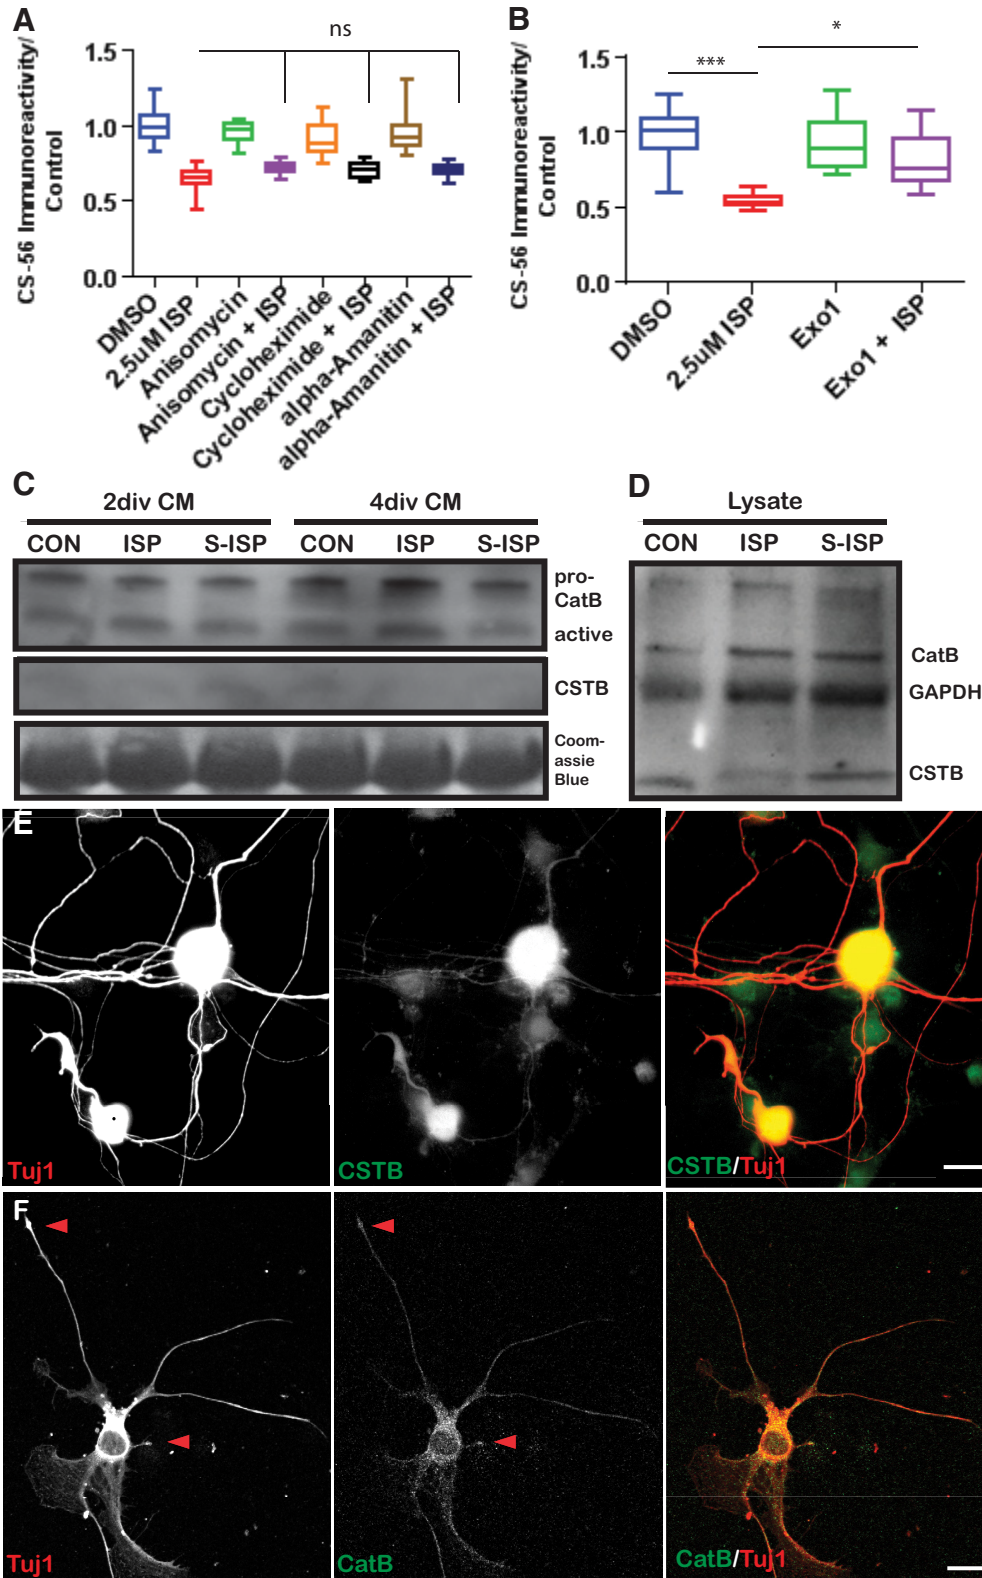 A
ns
CS-56 Immunoreactivity/
Control
1.5
1.0
0.5
0.0
DMSO
2.5uM ISP
Anisomycin
Anisomycin + ISP
Cycloheximide
Cycloheximide + ISP
alpha-Amanitin
alpha-Amanitin + ISP
B
*
***
CS-56 Immunoreactivity/
Control
1.5
1.0
0.5
0.0
DMSO
2.5uM ISP
Exo1
Exo1 + ISP
C
2div CM
4div CM
CON ISP S-ISP CON ISP S-ISP
pro-
CatB
active
CSTB
Coom-
assie
Blue
D
Lysate
CON ISP S-ISP
CatB
GAPDH
CSTB
E
Tuj1
CSTB
CSTB/Tuj1
F
Tuj1
CatB
CatB/Tuj1